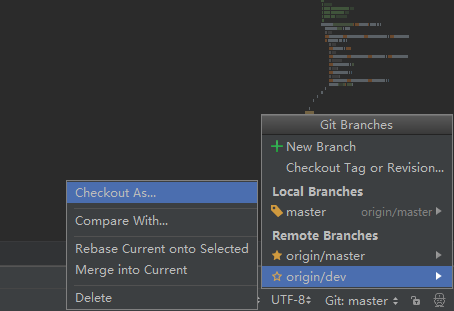 Git Branches
New Branch
Checkout Tag or Revision...
Local Branches
master origin/master
Remote Branches
origin/master
origin/dev
Checkout As...
Compare With...
Rebase Current onto Selected
Merge into Current
Delete
UTF-8 Git: master